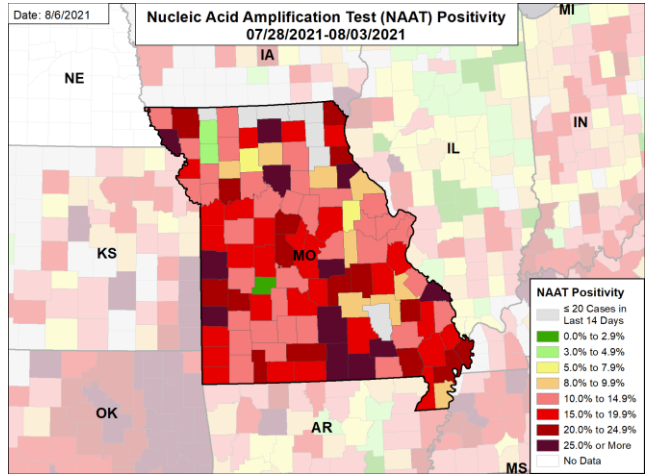 Date: 8/6/2021
Nucleic Acid Amplification Test (NAAT) Positivity
07/28/2021-08/03/2021
MI
IA
NE
IN
IL
KS
MO
NAAT Positivity
≤ 20 Cases in
Last 14 Days
0.0% to 2.9%
3.0% to 4.9%
5.0% to 7.9%
8.0% to 9.9%
10.0% to 14.9%
15.0% to 19.9%
20.0% to 24.9%
25.0% or More
No Data
OK
AR
MS